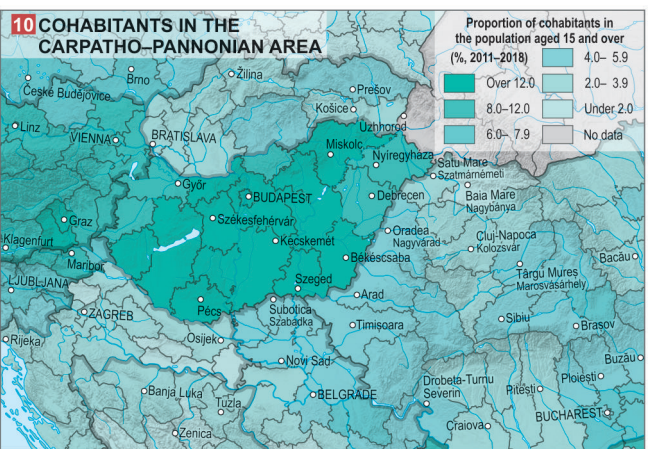 10 COHABITANTS IN THE
CARPATHO–PANNONIAN AREA
Proportion of cohabitants in
the population aged 15 and over
(%, 2011–2018)
Over 12.0
8.0–12.0
6.0– 7.9
4.0– 5.9
2.0– 3.9
Under 2.0
No data
Brno
Žilina
České Budějovice
Prešov
Košice
Linz
VIENNA
BRATISLAVA
Uzhhorod
Miskolc
Nyíregyháza
Satu Mare
Szatmárnémeti
Győr
BUDAPEST
Debrecen
Baia Mare
Nagybánya
Graz
Székesfehérvár
Oradea
Nagyvárad
Cluj-Napoca
Kolozsvár
Klagenfurt
Kecskemét
Békéscsaba
Bacău
Maribor
Târgu Mureș
Marosvásárhely
LJUBLJANA
Szeged
Arad
Pécs
Subotica
Szabadka
ZAGREB
Timișoara
Sibiu
Brașov
Rijeka
Osijek
Novi Sad
Buzău
Banja Luka
BELGRADE
Drobeta-Turnu
Severin
Ploiești
Pitești
Tuzla
BUCHAREST
Craiova
Zenica